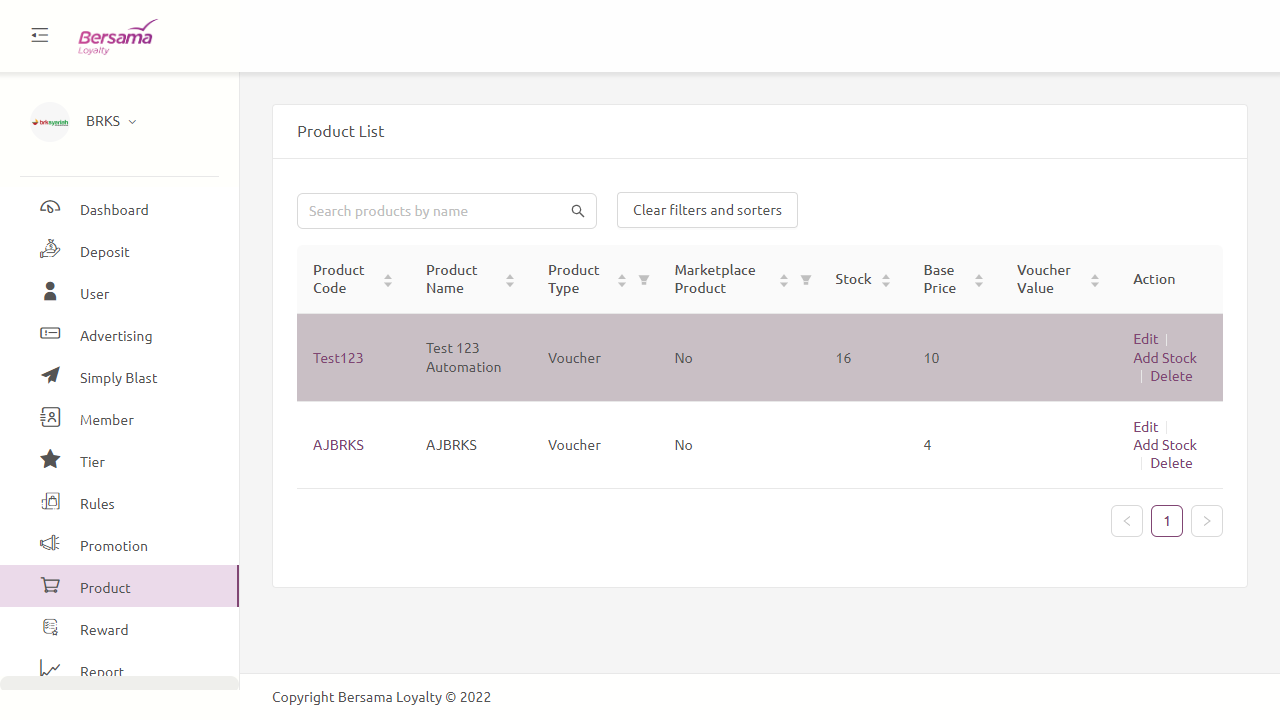 Bersama
Loyalty
brksyariah
BRKS
Dashboard
Deposit
User
Advertising
Simply Blast
Member
Tier
Rules
Promotion
Product
Reward
Report
Product List
Search products by name
Clear filters and sorters
Product Code
Product Name
Product Type
Marketplace Product
Stock
Base Price
Voucher Value
Action
Test123
Test 123 Automation
Voucher
No
16
10
Edit
Add Stock
Delete
AJBRKS
AJBRKS
Voucher
No
4
Edit
Add Stock
Delete
< 1 >
Copyright Bersama Loyalty © 2022